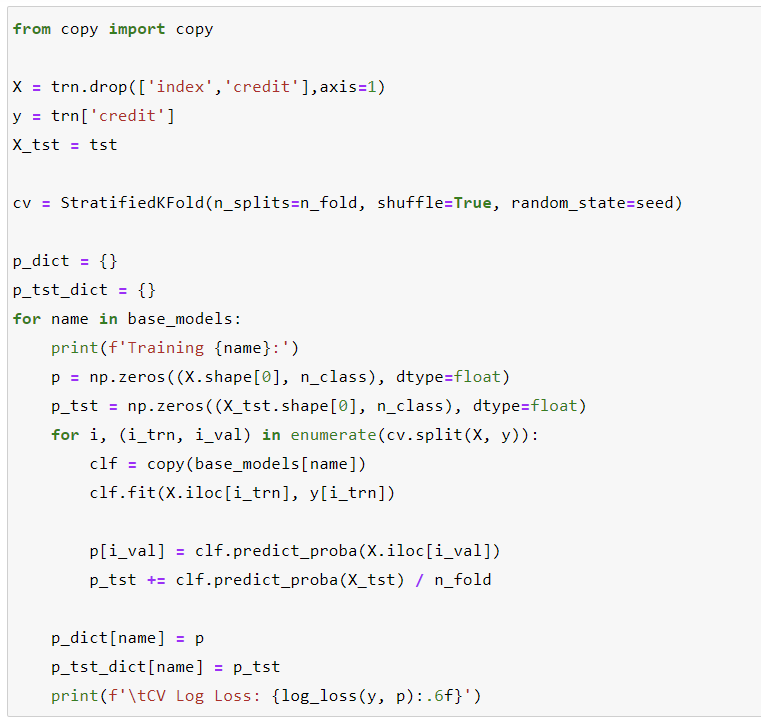 from copy import copy
X = trn.drop(['index','credit'],axis=1)
y = trn['credit']
X_tst = tst
cv = StratifiedKFold(n_splits=n_fold, shuffle=True, random_state=seed)
p_dict = {}
p_tst_dict = {}
for name in base_models:
    print(f'Training {name}:')
    p = np.zeros((X.shape[0], n_class), dtype=float)
    p_tst = np.zeros((X_tst.shape[0], n_class), dtype=float)
    for i, (i_trn, i_val) in enumerate(cv.split(X, y)):
        clf = copy(base_models[name])
        clf.fit(X.iloc[i_trn], y[i_trn])
        p[i_val] = clf.predict_proba(X.iloc[i_val])
        p_tst += clf.predict_proba(X_tst) / n_fold
    p_dict[name] = p
    p_tst_dict[name] = p_tst
    print(f'\tCV Log Loss: {log_loss(y, p):.6f}')